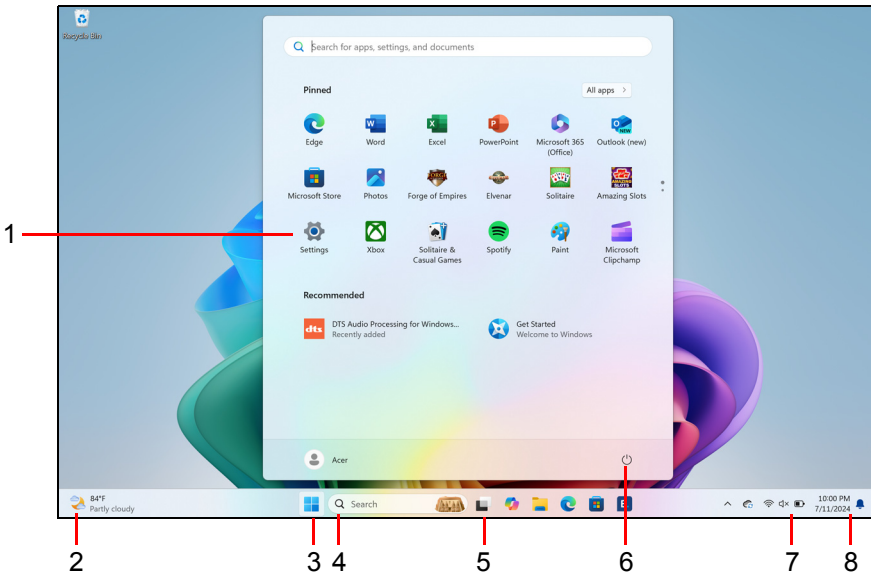 Recycle Bin
Search for apps, settings, and documents
Pinned
All apps >
Edge
Word
Excel
PowerPoint
Microsoft 365
(Office)
Outlook (new)
Microsoft Store
Photos
Forge of Empires
Elvenar
Solitaire
Amazing Slots
1
Settings
Xbox
Solitaire &
Casual Games
Spotify
Paint
Microsoft
Clipchamp
Recommended
dts
DTS Audio Processing for Windows...
Recently added
Get Started
Welcome to Windows
Acer
84°F
Partly cloudy
Search
10:00 PM
7/11/2024
2
3
4
5
6
7
8